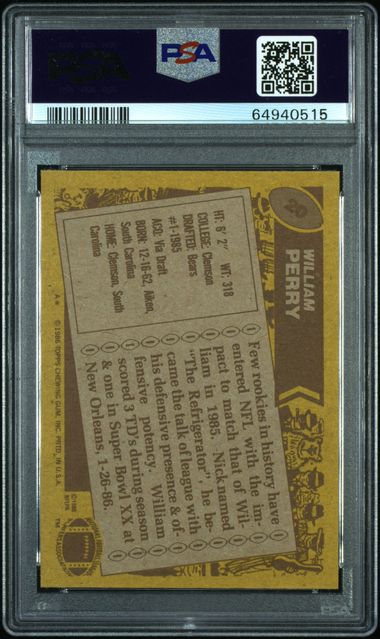 PSA
PSA
64940515
20
WILLIAM
PERRY
HT: 6' 2" WT: 318
COLLEGE: Clemson
DRAFTED: Bears
#1-1985
ACQ: Via Draft
BORN: 12-16-62, Aiken,
South Carolina
HOME: Clemson, South
Carolina
Few rookies in history have
entered NFL with the im-
pact to match that of Wil-
liam in 1985. Nicknamed
"The Refrigerator", he be-
came the talk of league with
his defensive presence & of-
fensive potency. William
scored 3 TD's during season
& one in Super Bowl XX at
New Orleans, 1-26-86.
A * © 1986 TOPPS CHEWING GUM, INC. PRTD. IN U.S.A.
© 1986
NFLPA
TM